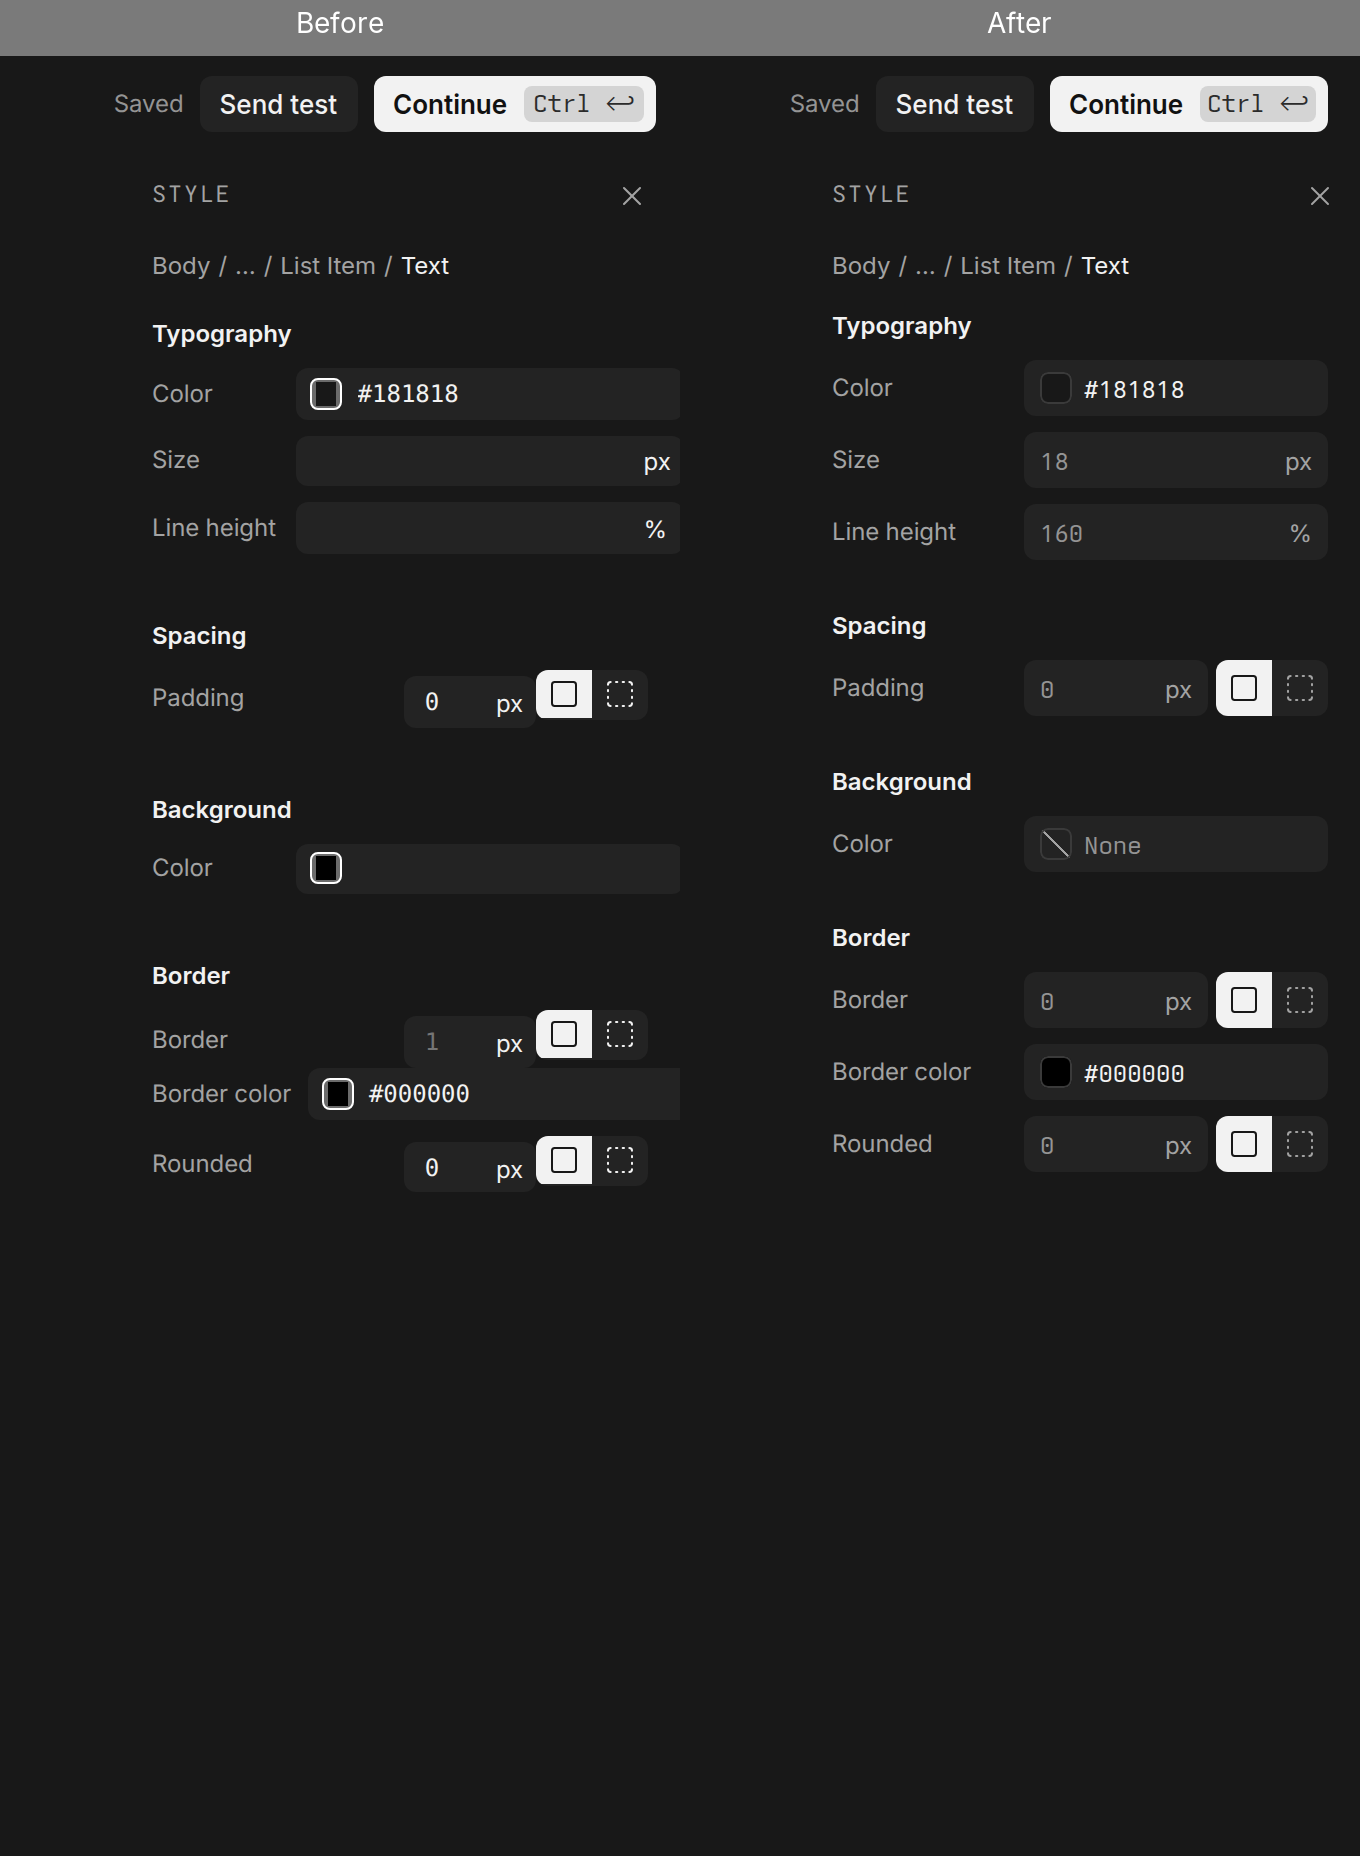 Before
After
Saved Send test Continue Ctrl ↵
STYLE
Body / ... / List Item / Text
Typography
Color #181818
Size px
Line height %
Spacing
Padding 0 px
Background
Color
Border
Border 1 px
Border color #000000
Rounded 0 px
Saved Send test Continue Ctrl ↵
STYLE
Body / ... / List Item / Text
Typography
Color #181818
Size 18 px
Line height 160 %
Spacing
Padding 0 px
Background
Color None
Border
Border 0 px
Border color #000000
Rounded 0 px